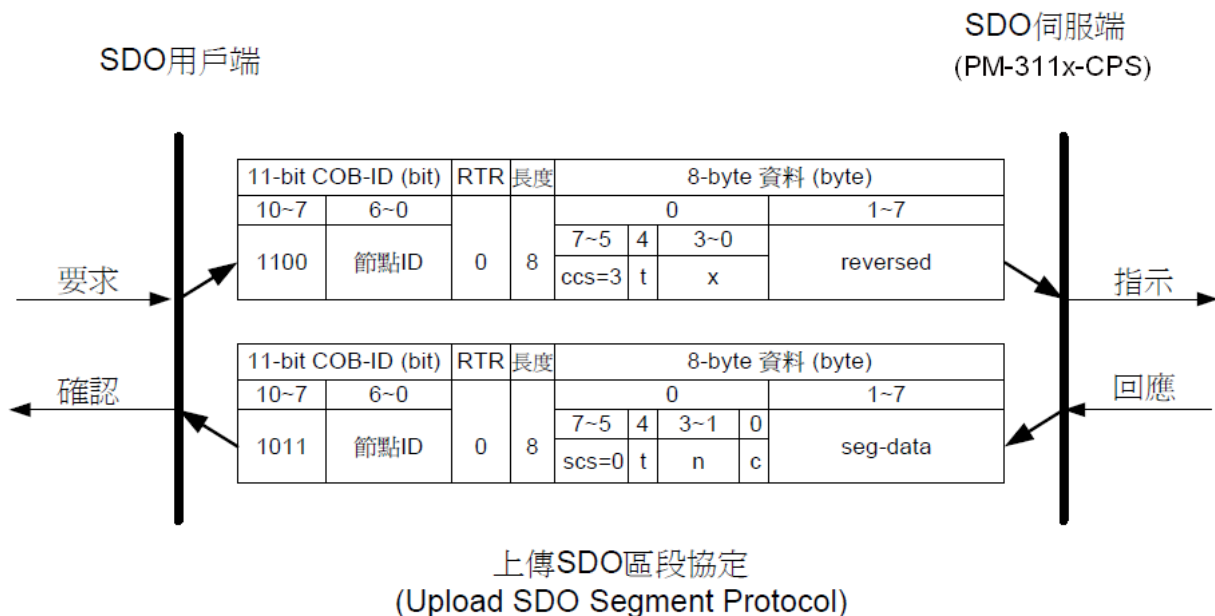 SDO用戶端
SDO伺服端
(PM-311x-CPS)
11-bit COB-ID (bit) RTR 長度 8-byte 資料 (byte)
10~7 6~0 0 1~7
7~5 4 3~0
1100 節點ID 0 8 reversed
ccs=3 t x
要求
指示
11-bit COB-ID (bit) RTR 長度 8-byte 資料 (byte)
10~7 6~0 0 1~7
7~5 4 3~1 0
1011 節點ID 0 8 seg-data
scs=0 t n c
確認
回應
上傳SDO區段協定
(Upload SDO Segment Protocol)